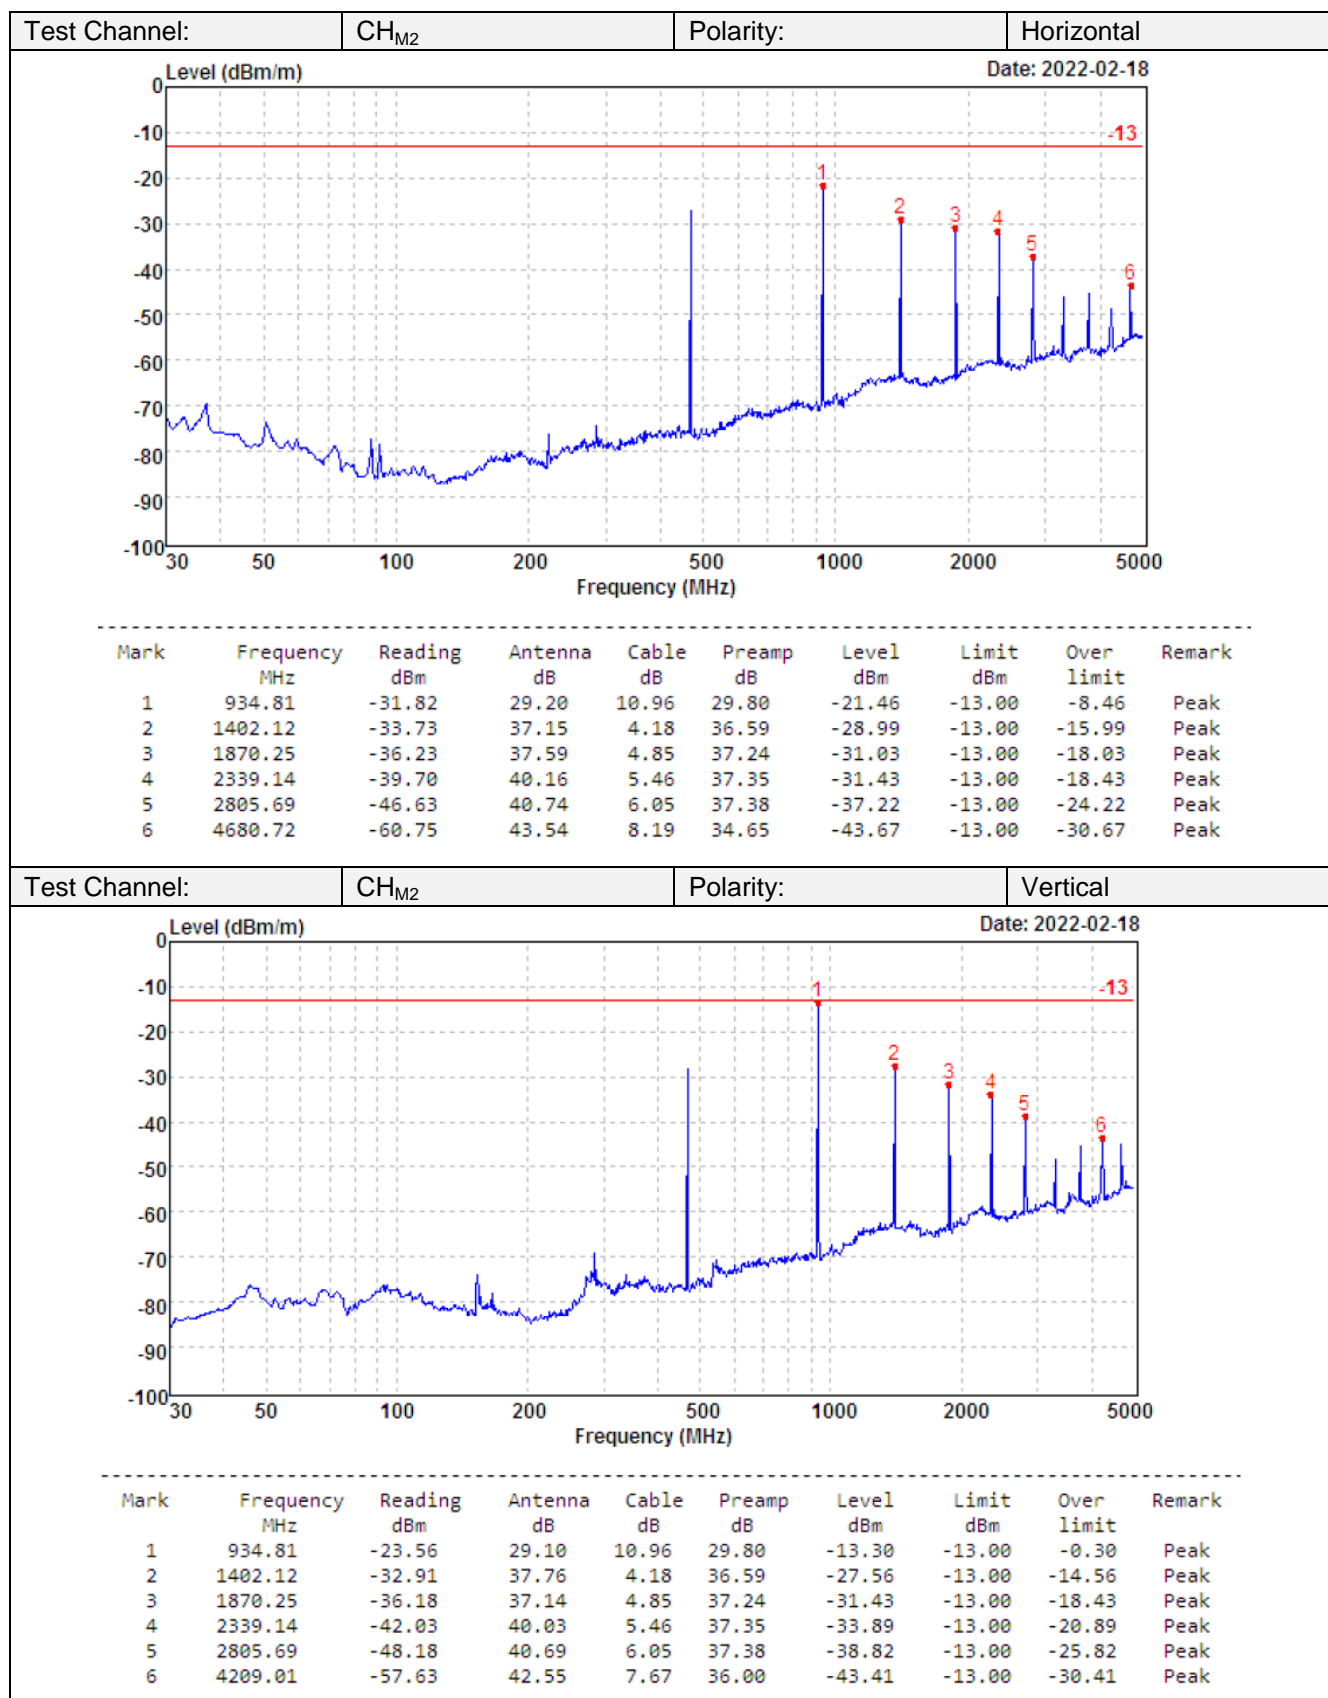 Test Channel: CHM2 Polarity: Horizontal
Level (dBm/m) Date: 2022-02-18
0
-10
-13
-20
1
2
3
4
-30
5
-40
6
-50
-60
-70
-80
-90
-100
30 50 100 200 500 1000 2000 5000
Frequency (MHz)
Mark Frequency Reading Antenna Cable Preamp Level Limit Over Remark
MHz dBm dB dB dB dBm dBm limit
1 934.81 -31.82 29.20 10.96 29.80 -21.46 -13.00 -8.46 Peak
2 1402.12 -33.73 37.15 4.18 36.59 -28.99 -13.00 -15.99 Peak
3 1870.25 -36.23 37.59 4.85 37.24 -31.03 -13.00 -18.03 Peak
4 2339.14 -39.70 40.16 5.46 37.35 -31.43 -13.00 -18.43 Peak
5 2805.69 -46.63 40.74 6.05 37.38 -37.22 -13.00 -24.22 Peak
6 4680.72 -60.75 43.54 8.19 34.65 -43.67 -13.00 -30.67 Peak
Test Channel: CHM2 Polarity: Vertical
Level (dBm/m) Date: 2022-02-18
0
-10
1
-13
-20
2
-30
3
4
5
-40
6
-50
-60
-70
-80
-90
-100
30 50 100 200 500 1000 2000 5000
Frequency (MHz)
Mark Frequency Reading Antenna Cable Preamp Level Limit Over Remark
MHz dBm dB dB dB dBm dBm limit
1 934.81 -23.56 29.10 10.96 29.80 -13.30 -13.00 -0.30 Peak
2 1402.12 -32.91 37.76 4.18 36.59 -27.56 -13.00 -14.56 Peak
3 1870.25 -36.18 37.14 4.85 37.24 -31.43 -13.00 -18.43 Peak
4 2339.14 -42.03 40.03 5.46 37.35 -33.89 -13.00 -20.89 Peak
5 2805.69 -48.18 40.69 6.05 37.38 -38.82 -13.00 -25.82 Peak
6 4209.01 -57.63 42.55 7.67 36.00 -43.41 -13.00 -30.41 Peak